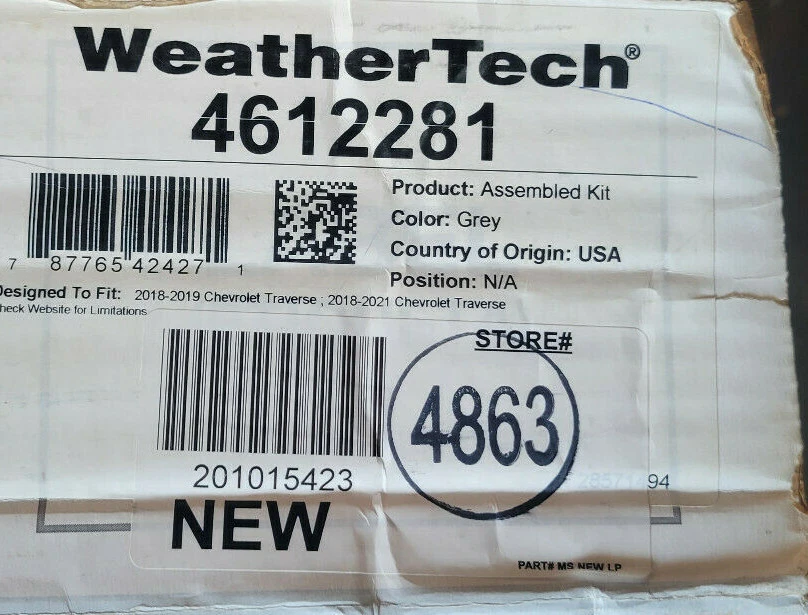 WeatherTech®
4612281
Product: Assembled Kit
Color: Grey
Country of Origin: USA
Position: N/A
7 87765 42427 1
Designed To Fit: 2018-2019 Chevrolet Traverse ; 2018-2021 Chevrolet Traverse
heck Website for Limitations
STORE#
4863
201015423
94
NEW
PART# MS NEW LP